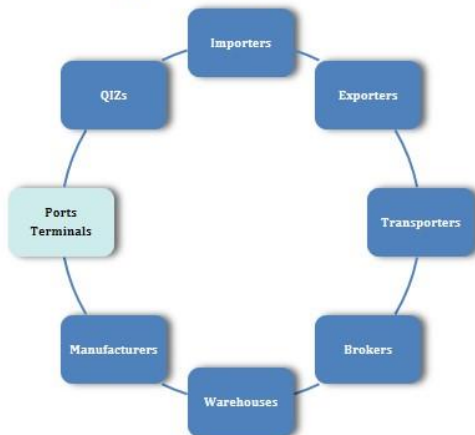 Importers
Exporters
Transporters
Brokers
Warehouses
Manufacturers
Ports
Terminals
QIZs